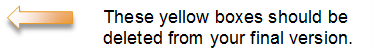 These yellow boxes should be
deleted from your final version.